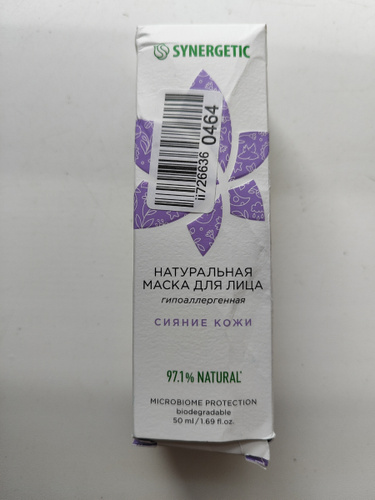 SYNERGETIC
ii726636 0464
НАТУРАЛЬНАЯ
МАСКА ДЛЯ ЛИЦА
гипоаллергенная
СИЯНИЕ КОЖИ
97.1% NATURAL*
MICROBIOME PROTECTION
biodegradable
50 ml / 1.69 fl.oz.